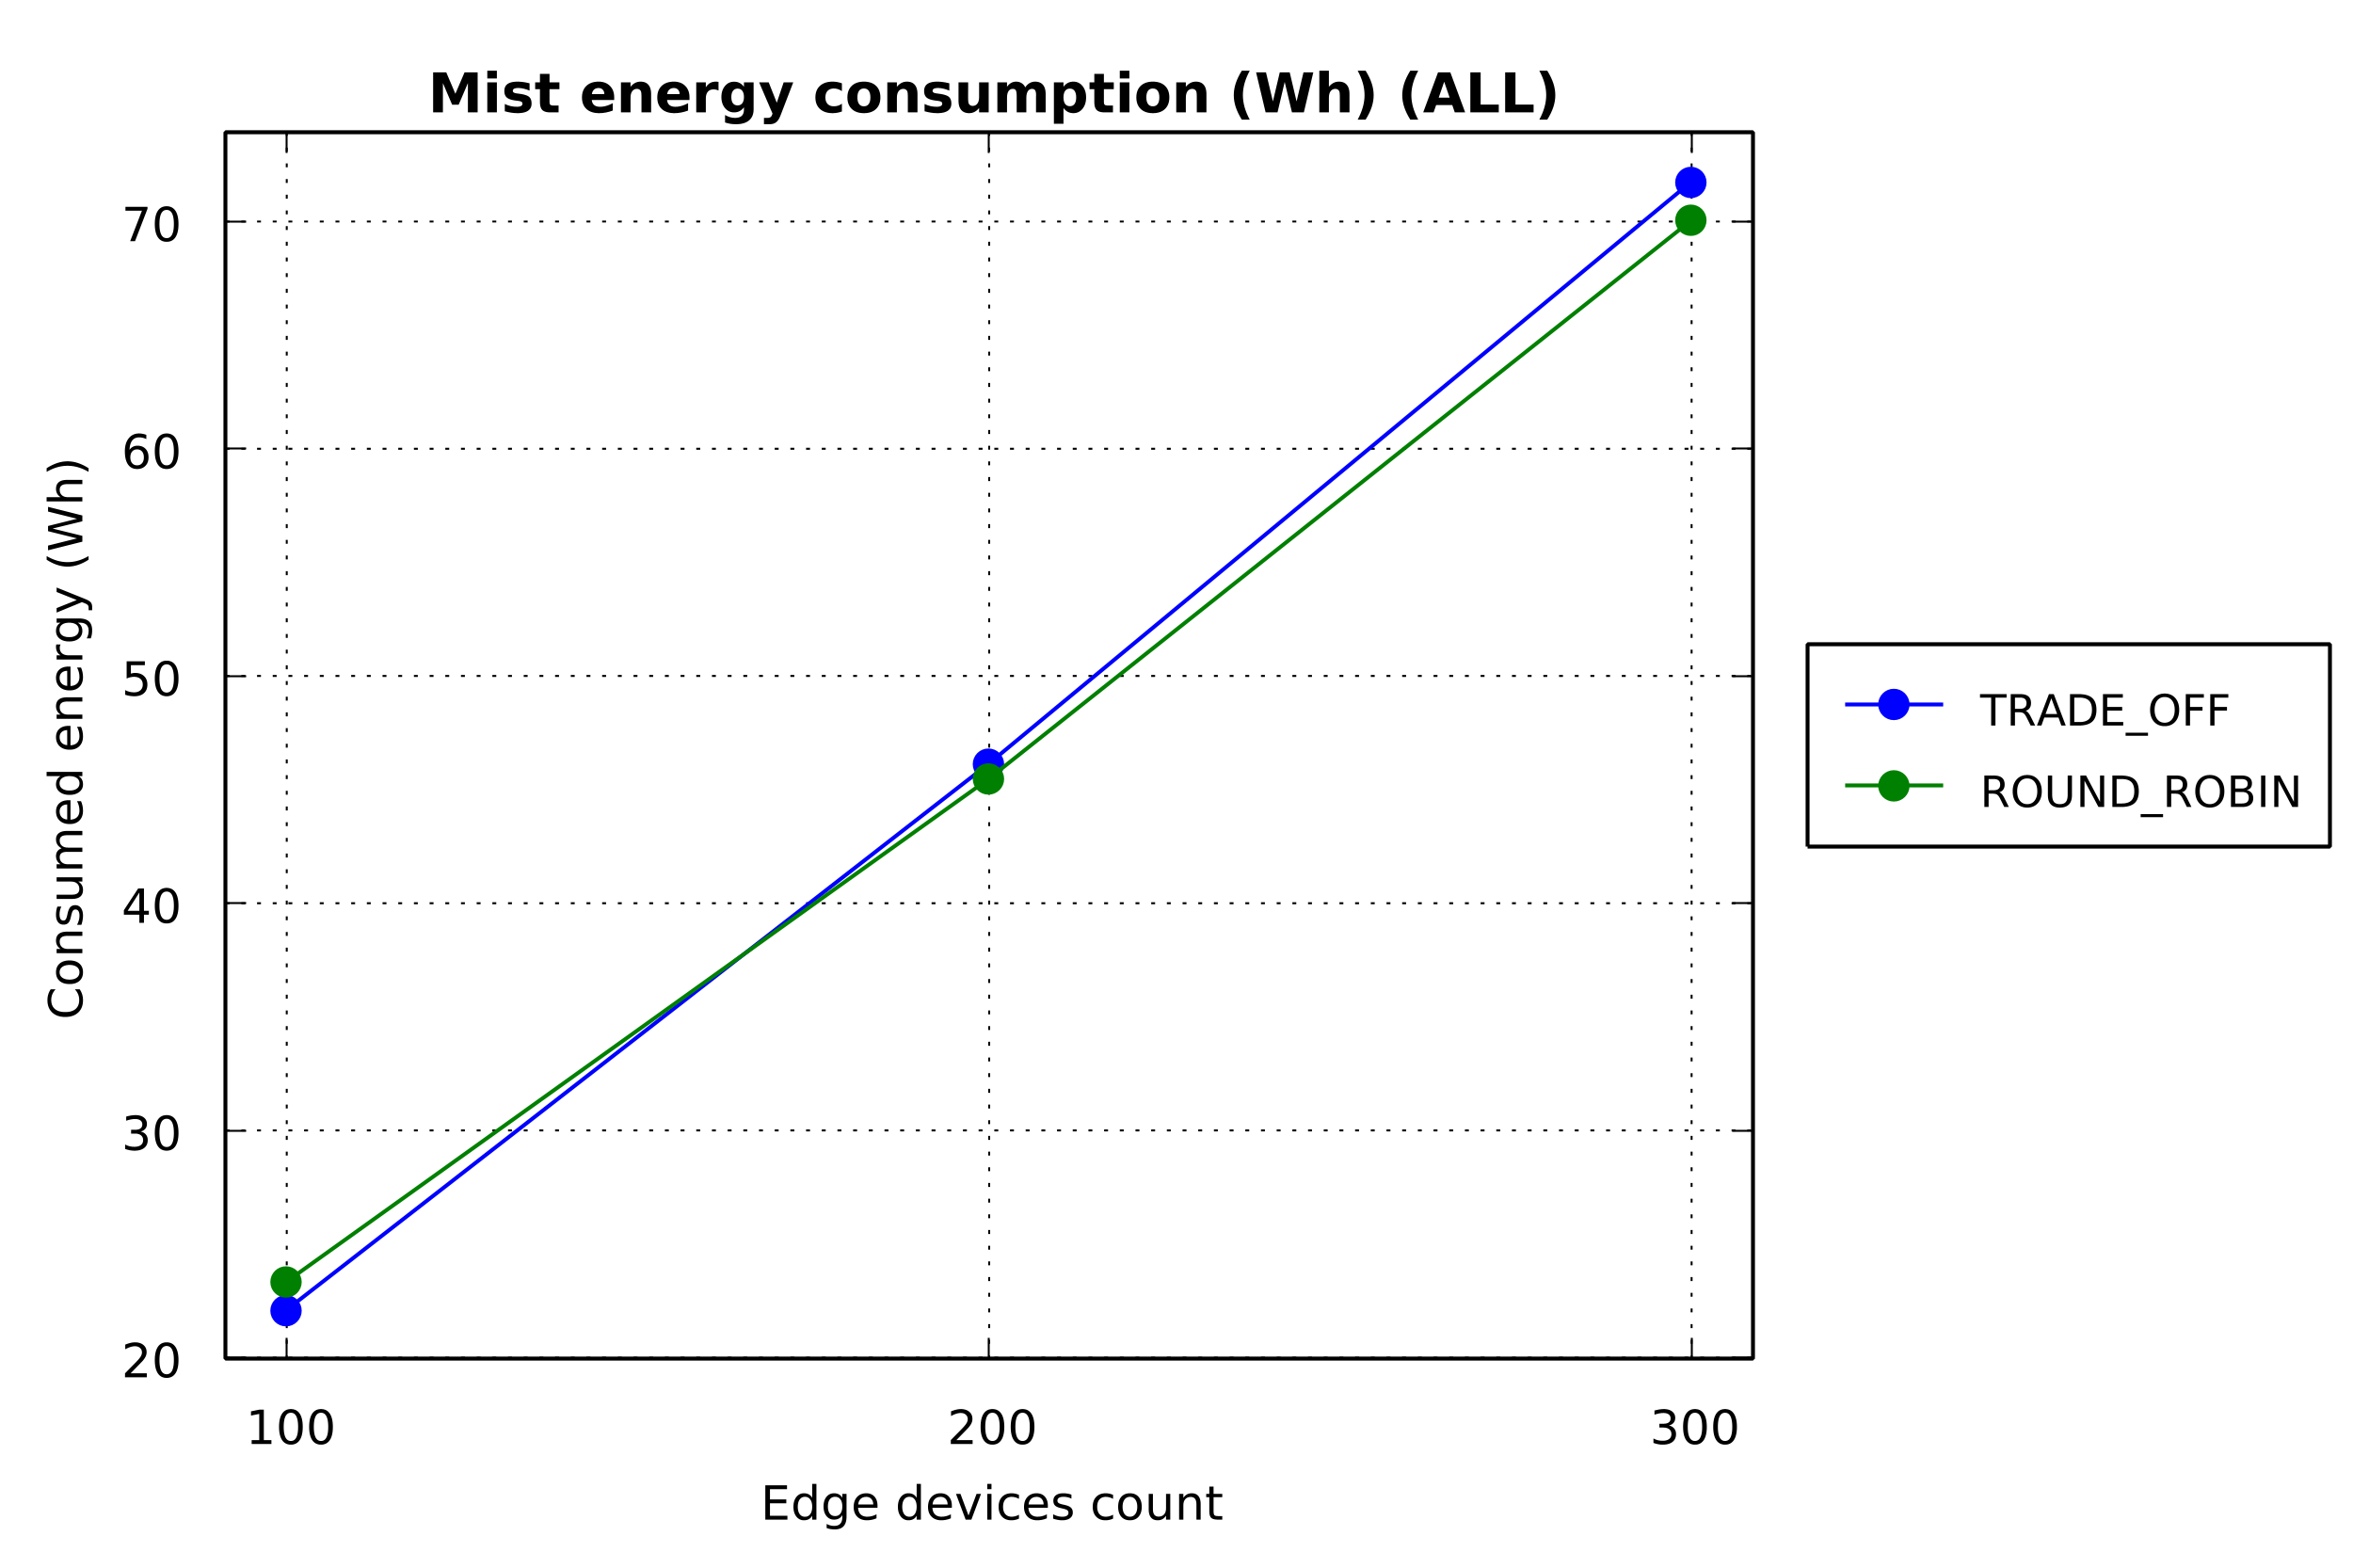 Mist energy consumption (Wh) (ALL)
Consumed energy (Wh)
70
60
50
40
30
20
100 200 300
Edge devices count
TRADE_OFF
ROUND_ROBIN